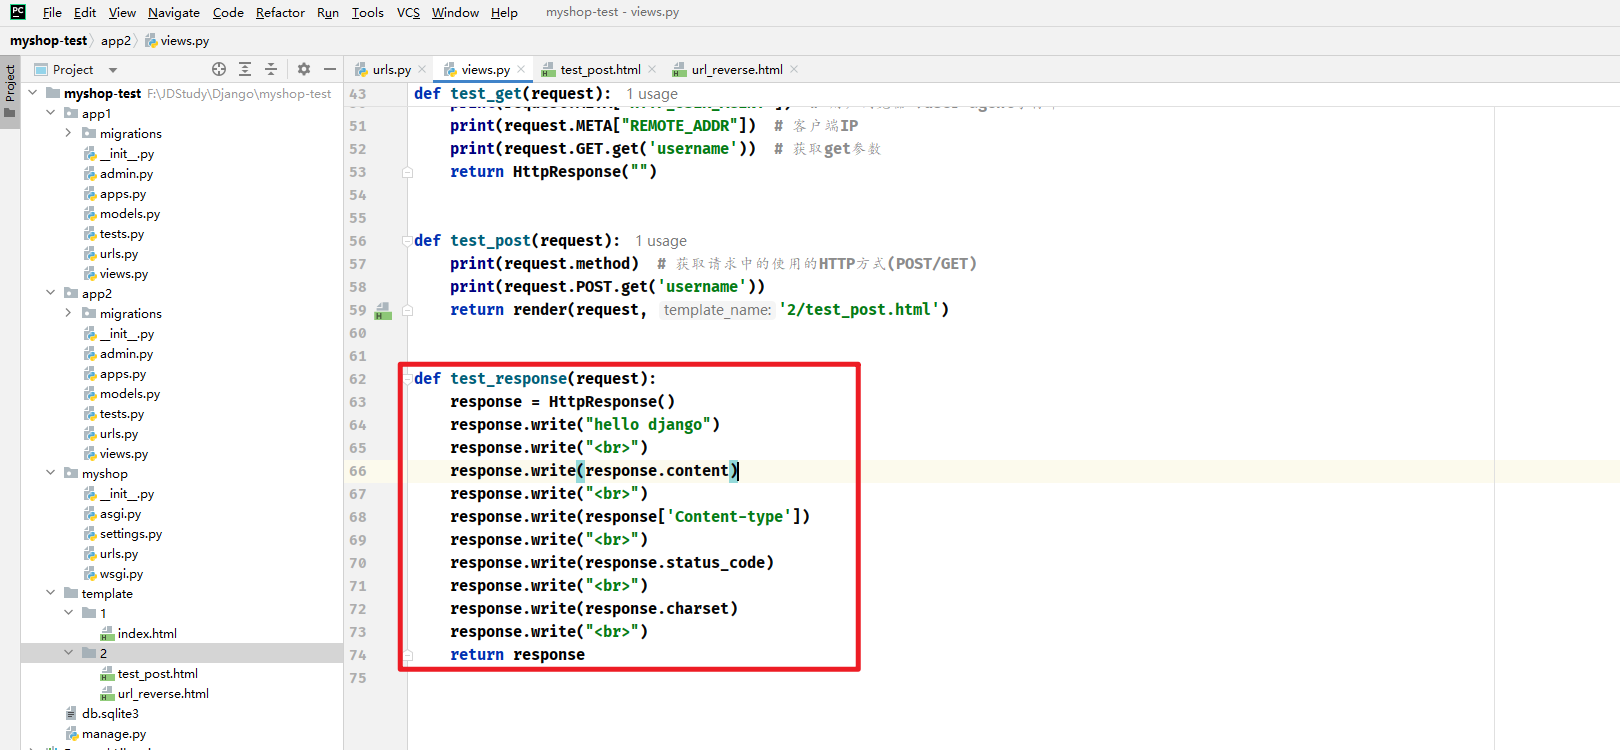 File Edit View Navigate Code Refactor Run Tools VCS Window Help myshop-test - views.py
myshop-test app2 views.py
Project
Project
urls.py views.py test_post.html url_reverse.html
myshop-test F:\JDStudy\Django\myshop-test
app1
migrations
__init__.py
admin.py
apps.py
models.py
tests.py
urls.py
views.py
app2
migrations
__init__.py
admin.py
apps.py
models.py
tests.py
urls.py
views.py
myshop
__init__.py
asgi.py
settings.py
urls.py
wsgi.py
template
1
index.html
2
test_post.html
url_reverse.html
db.sqlite3
manage.py
43 def test_get(request): 1 usage
51 print(request.META["REMOTE_ADDR"]) # 客户端IP
52 print(request.GET.get('username')) # 获取get参数
53 return HttpResponse("")
54
55
56 def test_post(request): 1 usage
57 print(request.method) # 获取请求中的使用的HTTP方式(POST/GET)
58 print(request.POST.get('username'))
59 return render(request, template_name: '2/test_post.html')
60
61
62 def test_response(request):
63 response = HttpResponse()
64 response.write("hello django")
65 response.write("<br>")
66 response.write(response.content)
67 response.write("<br>")
68 response.write(response['Content-type'])
69 response.write("<br>")
70 response.write(response.status_code)
71 response.write("<br>")
72 response.write(response.charset)
73 response.write("<br>")
74 return response
75